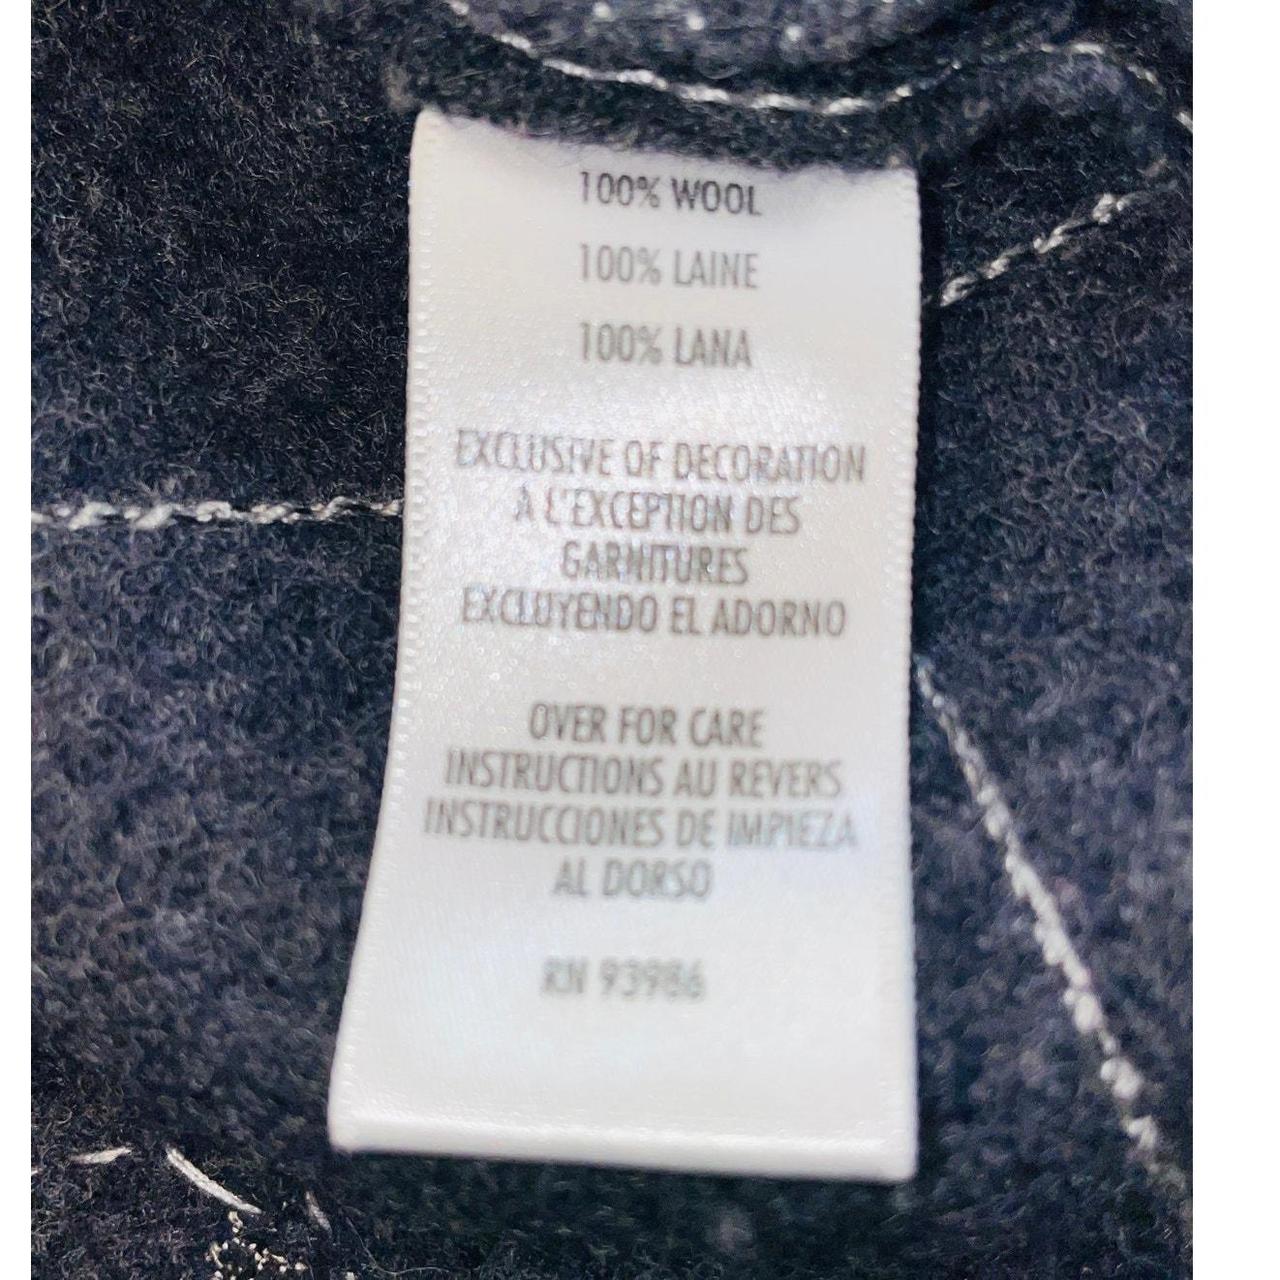 100% WOOL
100% LAINE
100% LANA
EXCLUSIVE OF DECORATION
À L'EXCEPTION DES
GARNITURES
EXCLUYENDO EL ADORNO
OVER FOR CARE
INSTRUCTIONS AU REVERS
INSTRUCCIONES DE IMPIEZA
AL DORSO
RN 93986